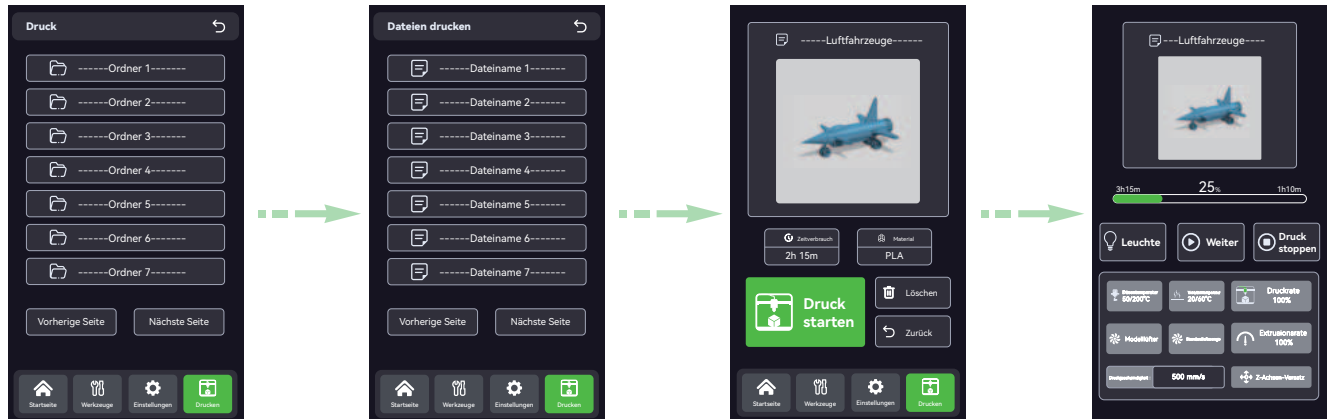 Druck
------Ordner 1-------
------Ordner 2-------
------Ordner 3-------
------Ordner 4-------
------Ordner 5-------
------Ordner 6-------
------Ordner 7-------
Vorherige Seite
Nächste Seite
Startseite
Werkzeuge
Einstellungen
Drucken
Dateien drucken
------Dateiname 1-------
------Dateiname 2-------
------Dateiname 3-------
------Dateiname 4-------
------Dateiname 5-------
------Dateiname 6-------
------Dateiname 7-------
Vorherige Seite
Nächste Seite
Startseite
Werkzeuge
Einstellungen
Drucken
-----Luftfahrzeuge------
Zeitverbrauch
2h 15m
Material
PLA
Druck
starten
Löschen
Zurück
Startseite
Werkzeuge
Einstellungen
Drucken
---Luftfahrzeuge----
3h15m
25%
1h10m
Leuchte
Weiter
Druck
stoppen
50/200°C
20/60°C
Druckrate
100%
Modellüfter
Extrusionsrate
100%
500 mm/s
Z-Achsen-Versatz